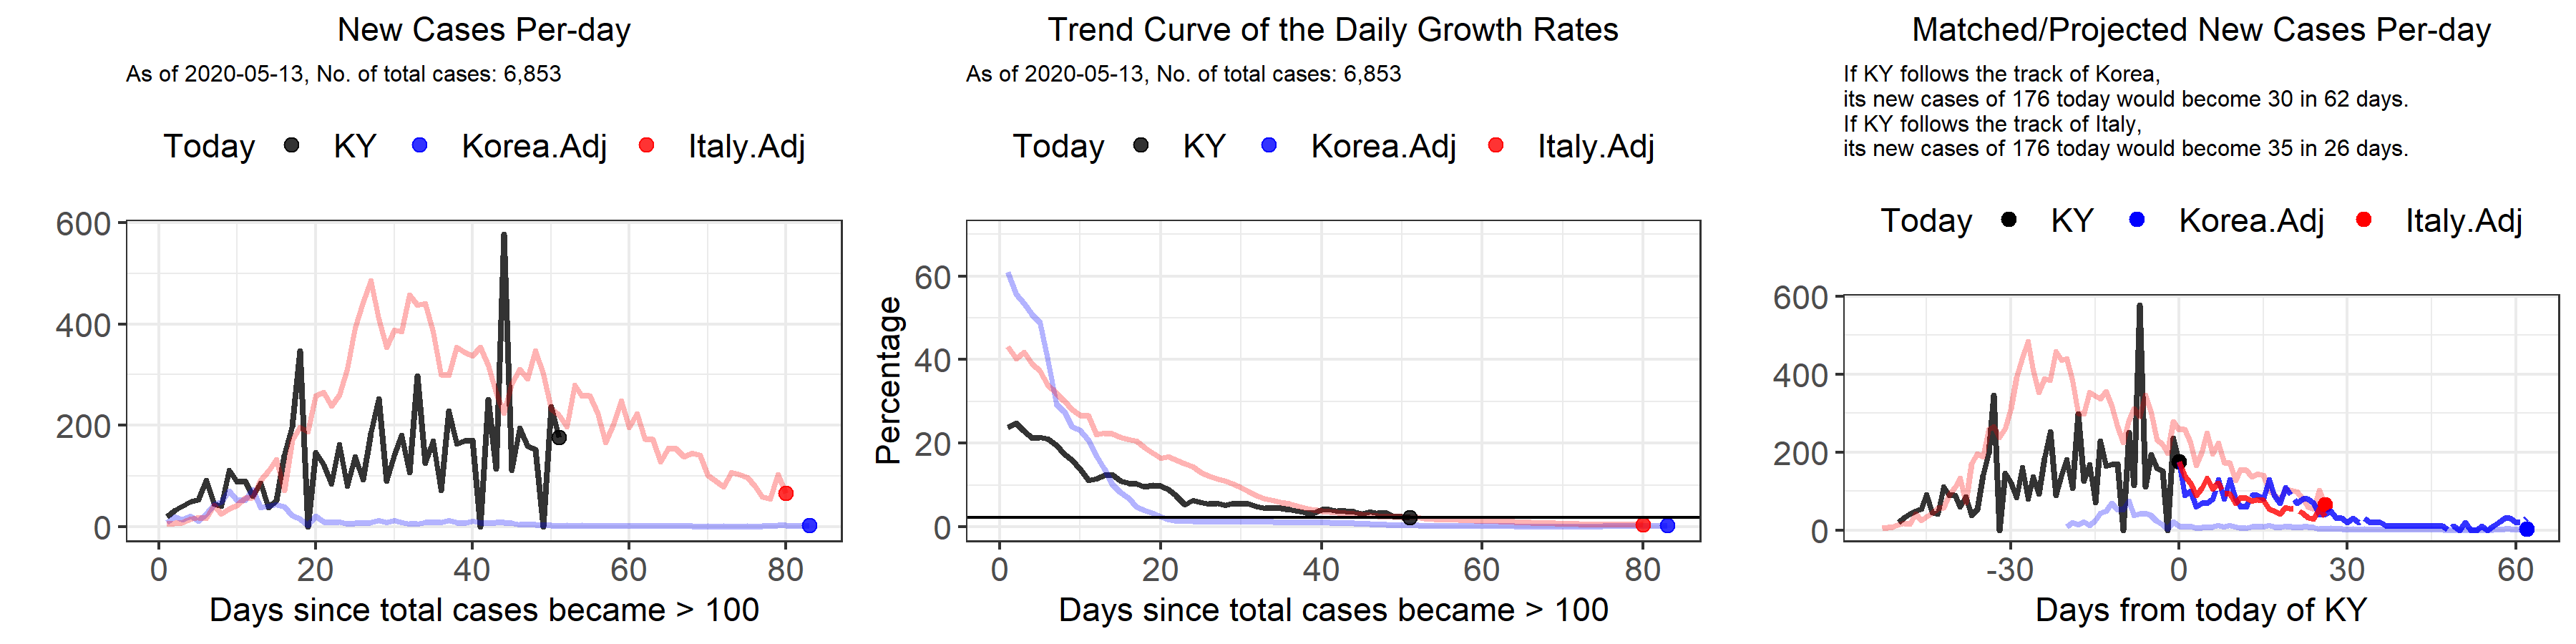 New Cases Per-day
As of 2020-05-13, No. of total cases: 6,853
Today KY Korea.Adj Italy.Adj
600
400
200
0
0 20 40 60 80
Days since total cases became > 100
Trend Curve of the Daily Growth Rates
As of 2020-05-13, No. of total cases: 6,853
Today KY Korea.Adj Italy.Adj
Percentage
60
40
20
0
0 20 40 60 80
Days since total cases became > 100
Matched/Projected New Cases Per-day
If KY follows the track of Korea,
its new cases of 176 today would become 30 in 62 days.
If KY follows the track of Italy,
its new cases of 176 today would become 35 in 26 days.
Today KY Korea.Adj Italy.Adj
600
400
200
0
-30 0 30 60
Days from today of KY